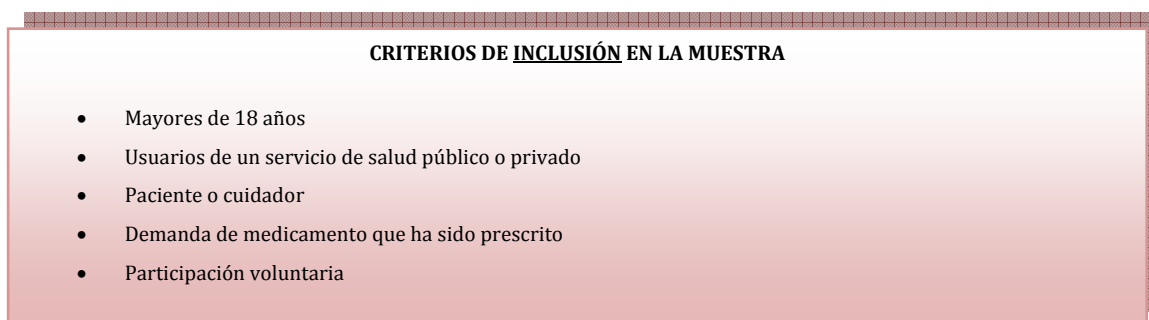 CRITERIOS DE INCLUSIÓN EN LA MUESTRA
• Mayores de 18 años
• Usuarios de un servicio de salud público o privado
• Paciente o cuidador
• Demanda de medicamento que ha sido prescrito
• Participación voluntaria